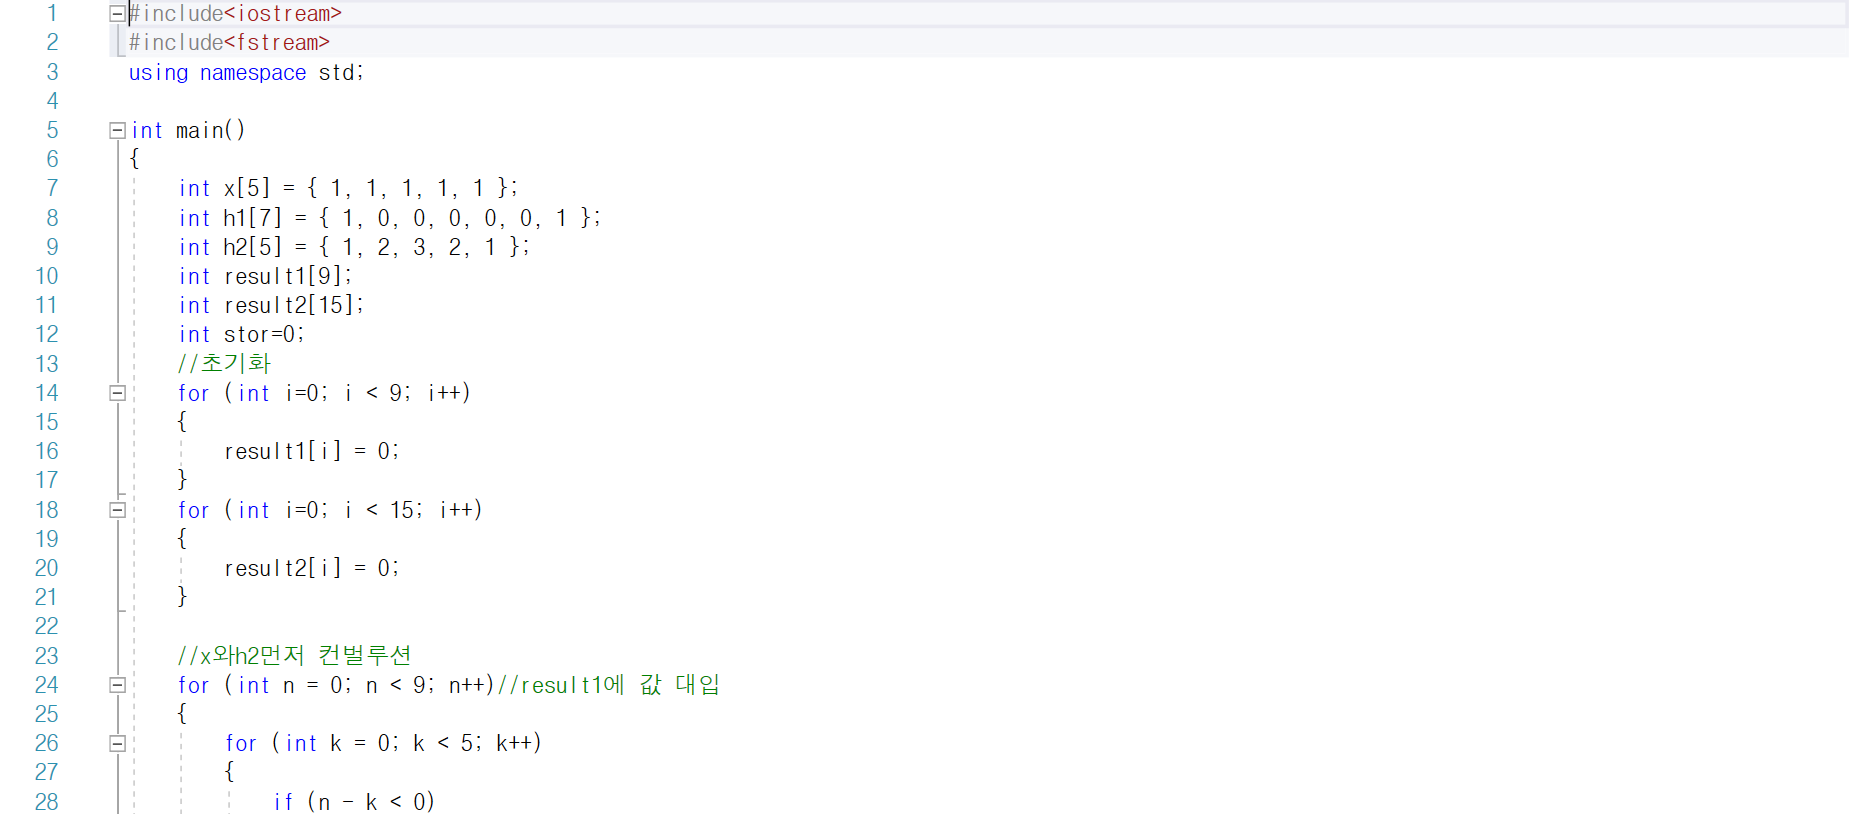 1 #include<iostream>
2 #include<fstream>
3 using namespace std;
4
5 int main()
6 {
7 int x[5] = { 1, 1, 1, 1, 1 };
8 int h1[7] = { 1, 0, 0, 0, 0, 0, 1 };
9 int h2[5] = { 1, 2, 3, 2, 1 };
10 int result1[9];
11 int result2[15];
12 int stor=0;
13 //초기화
14 for (int i=0; i < 9; i++)
15 {
16 result1[i] = 0;
17 }
18 for (int i=0; i < 15; i++)
19 {
20 result2[i] = 0;
21 }
22
23 //x와h2먼저 컨벌루션
24 for (int n = 0; n < 9; n++)//result1에 값 대입
25 {
26 for (int k = 0; k < 5; k++)
27 {
28 if (n - k < 0)